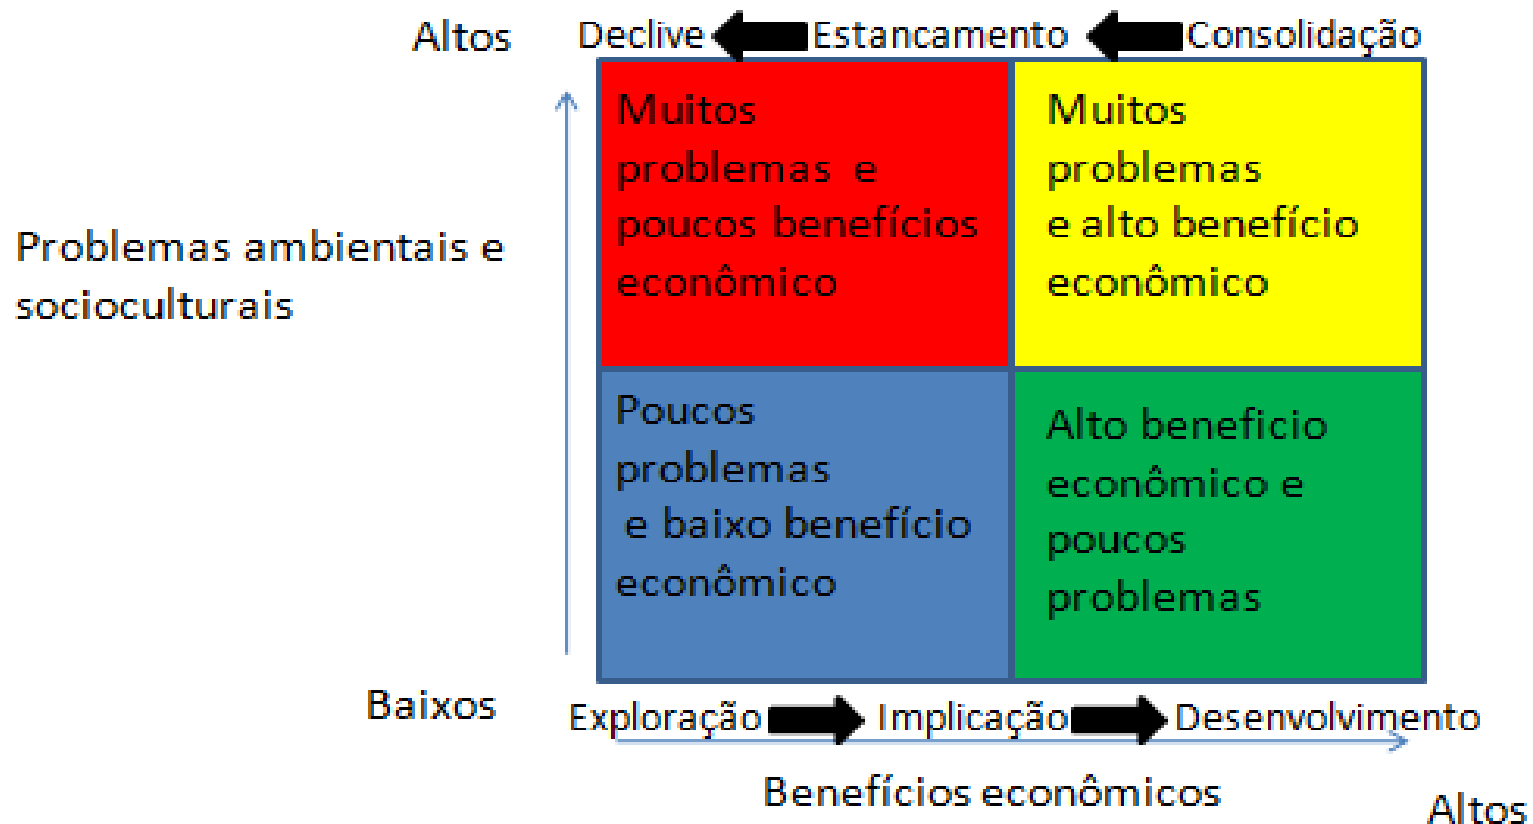 Altos
Declive Estancamento Consolidação
Muitos
problemas e
poucos benefícios
econômico
Muitos
problemas
e alto benefício
econômico
Problemas ambientais e
socioculturais
Poucos
problemas
e baixo benefício
econômico
Alto beneficio
econômico e
poucos
problemas
Baixos
Exploração Implicação Desenvolvimento
Benefícios econômicos
Altos